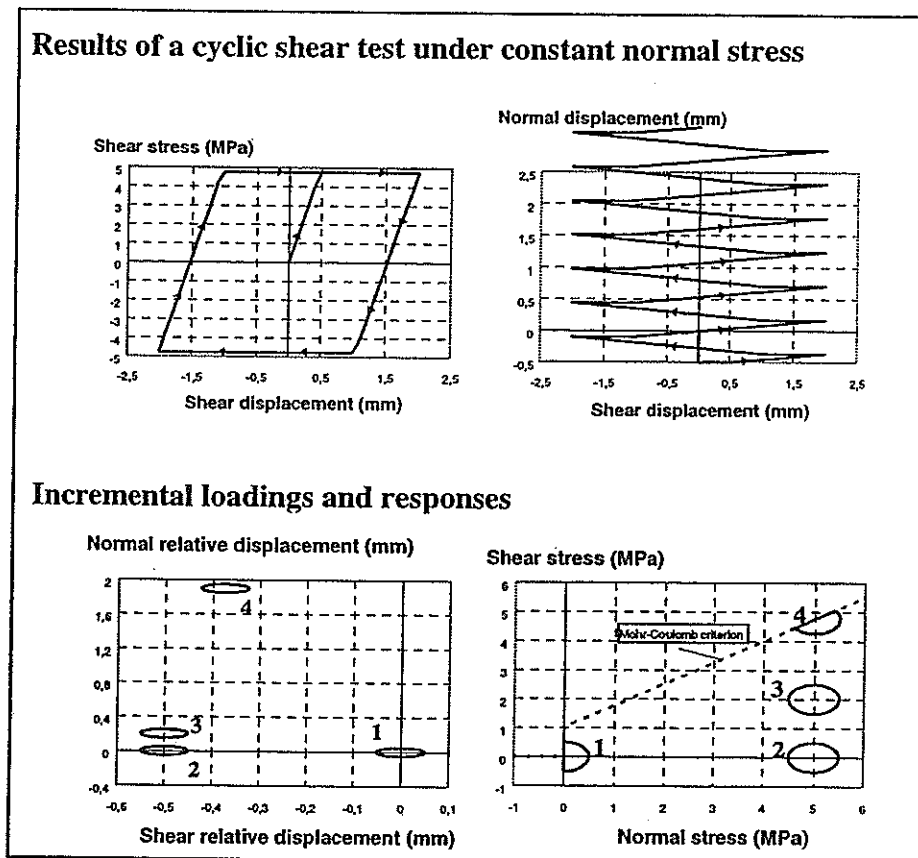 Results of a cyclic shear test under constant normal stress
Shear stress (MPa)
5
4
3
2
1
0
-1
-2
-3
-4
-5
-2,5 -1,5 -0,5 0,5 1,5 2,5
Shear displacement (mm)
Normal displacement (mm)
2,5
2
1,5
1
0,5
0
-0,5
-2,5 -1,5 -0,5 0,5 1,5 2,5
Shear displacement (mm)
Incremental loadings and responses
Normal relative displacement (mm)
2
1,6
1,2
0,8
0,4
0
-0,4
4
3
2
1
-0,6 -0,5 -0,4 -0,3 -0,2 -0,1 0 0,1
Shear relative displacement (mm)
Shear stress (MPa)
6
5
4
3
2
1
0
-1
4
Mohr-Coulomb criterion
3
1
2
-1 0 1 2 3 4 5 6
Normal stress (MPa)